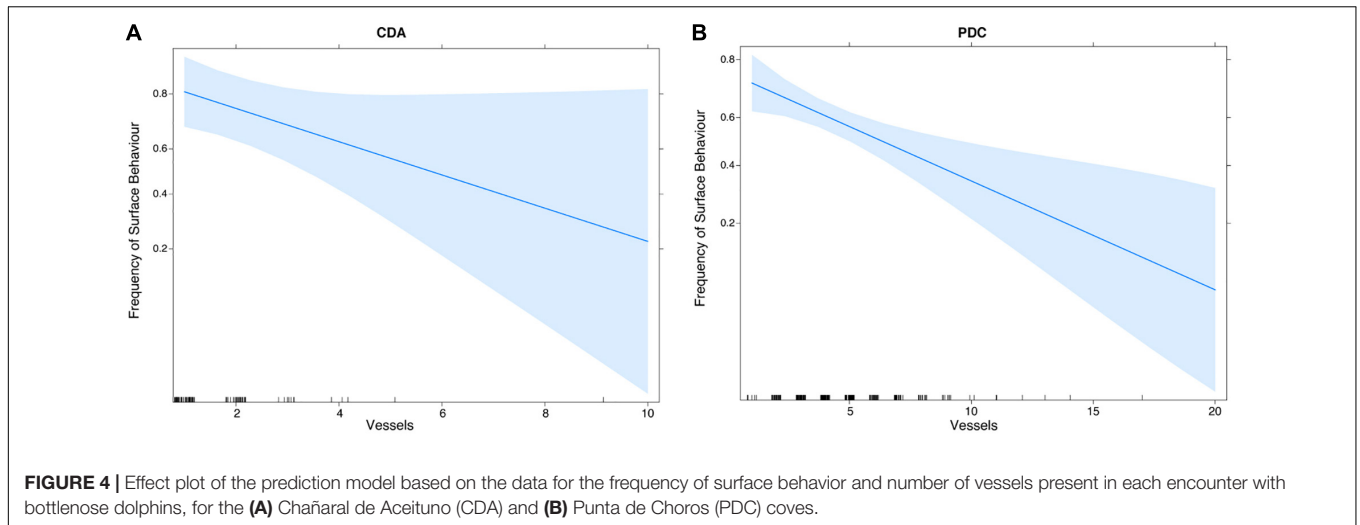 A
CDA
Frequency of Surface Behaviour
0.8
0.6
0.4
0.2
2
4
6
8
10
Vessels
B
PDC
Frequency of Surface Behaviour
0.8
0.6
0.4
0.2
5
10
15
20
Vessels
FIGURE 4 | Effect plot of the prediction model based on the data for the frequency of surface behavior and number of vessels present in each encounter with
bottlenose dolphins, for the (A) Chañaral de Aceituno (CDA) and (B) Punta de Choros (PDC) coves.